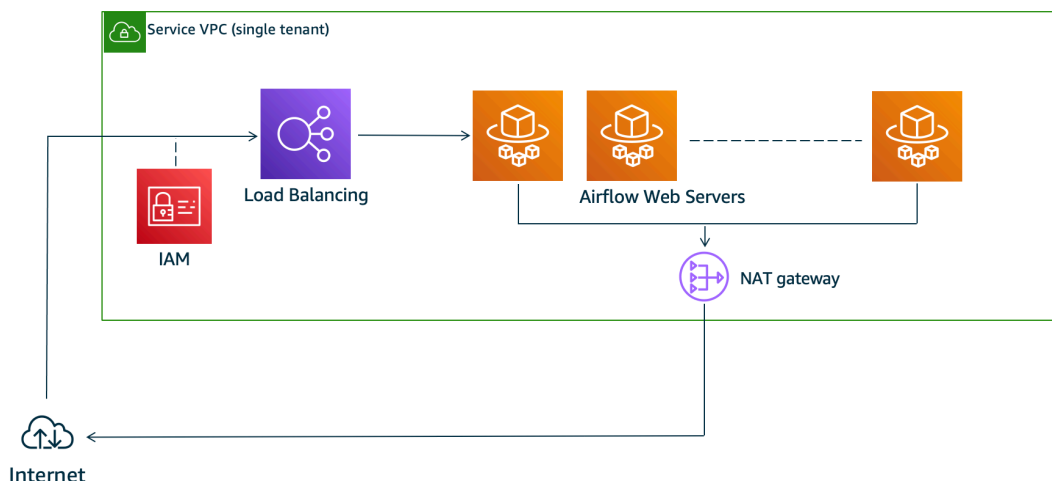 Service VPC (single tenant)
Load Balancing
Airflow Web Servers
IAM
NAT gateway
Internet